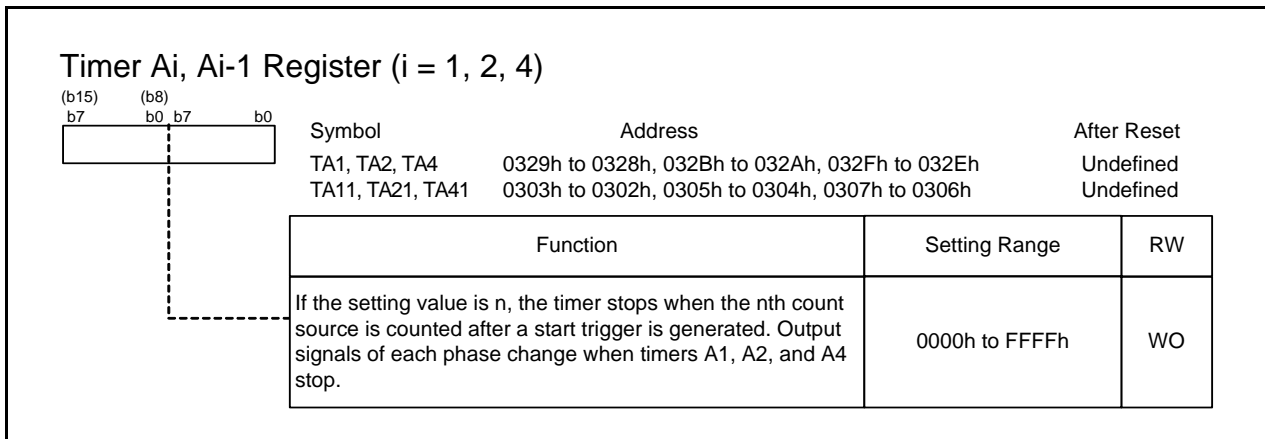 Timer Ai, Ai-1 Register (i = 1, 2, 4)
(b15) (b8)
b7 b0 b7 b0
Symbol Address After Reset
TA1, TA2, TA4 0329h to 0328h, 032Bh to 032Ah, 032Fh to 032Eh Undefined
TA11, TA21, TA41 0303h to 0302h, 0305h to 0304h, 0307h to 0306h Undefined
Function Setting Range RW
If the setting value is n, the timer stops when the nth count
source is counted after a start trigger is generated. Output
signals of each phase change when timers A1, A2, and A4
stop.
0000h to FFFFh WO